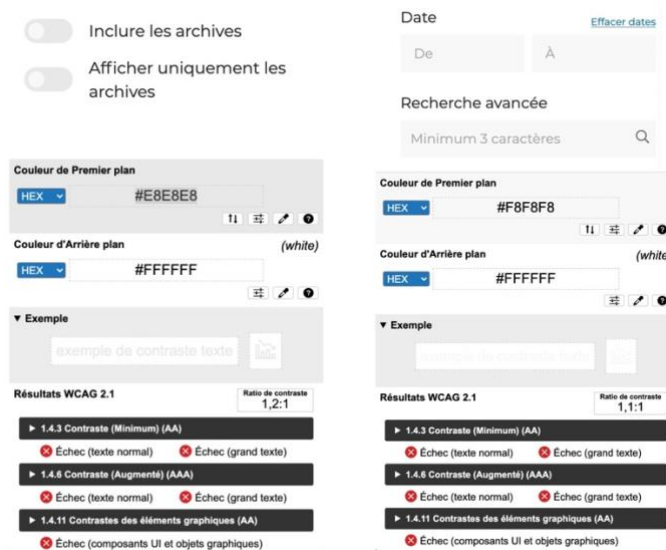 Inclure les archives
Afficher uniquement les
archives
Couleur de Premier plan
HEX
#E8E8E8
Couleur d'Arrière plan
(white)
HEX
#FFFFFF
▼ Exemple
exemple de contraste texte
Résultats WCAG 2.1
Ratio de contraste
1,2:1
► 1.4.3 Contraste (Minimum) (AA)
Échec (texte normal) Échec (grand texte)
► 1.4.6 Contraste (Augmenté) (AAA)
Échec (texte normal) Échec (grand texte)
► 1.4.11 Contrastes des éléments graphiques (AA)
Échec (composants UI et objets graphiques)
Date
Effacer dates
De
À
Recherche avancée
Minimum 3 caractères
Couleur de Premier plan
HEX
#F8F8F8
Couleur d'Arrière plan
(white
HEX
#FFFFFF
▼ Exemple
exemple de contraste texte
Résultats WCAG 2.1
Ratio de contraste
1,1:1
► 1.4.3 Contraste (Minimum) (AA)
Échec (texte normal) Échec (grand texte)
► 1.4.6 Contraste (Augmenté) (AAA)
Échec (texte normal) Échec (grand texte)
► 1.4.11 Contrastes des éléments graphiques (AA)
Échec (composants UI et objets graphiques)